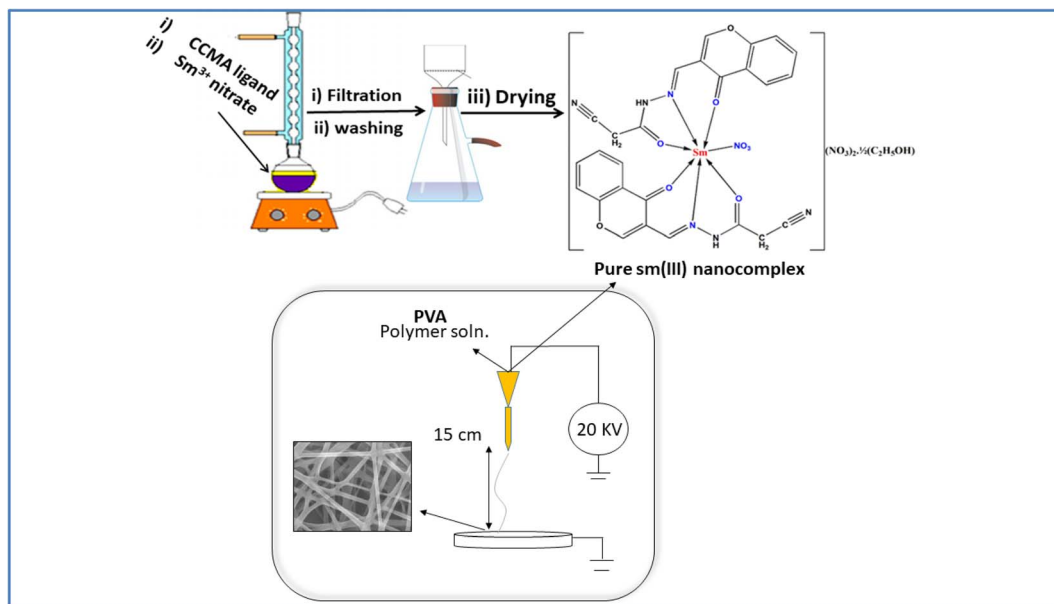 i) CCMA ligand
ii) Sm³⁺ nitrate
i) Filtration
ii) washing
iii) Drying
O
N
N
HN
O
N
C
C
H₂
O
Sm
NO₃
(NO₃)₂.½(C₂H₅OH)
O
O
O
N
N
H
C
H₂
C
N
Pure sm(III) nanocomplex
PVA
Polymer soln.
15 cm
20 KV